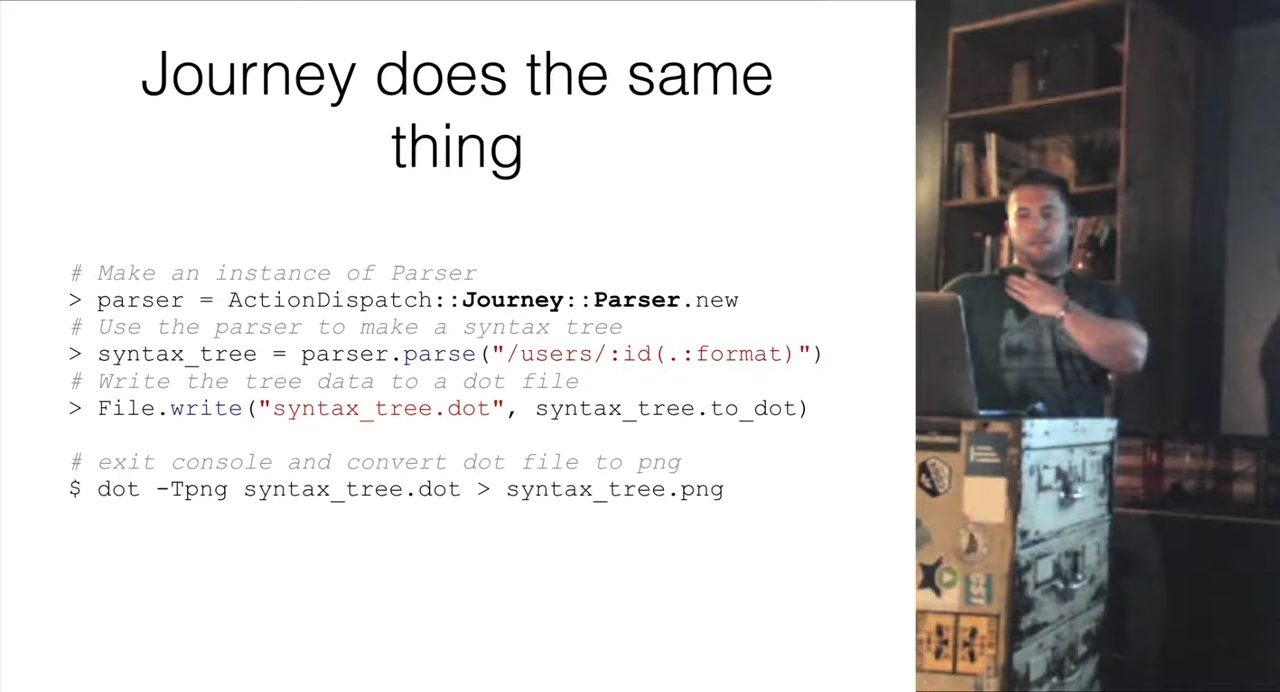 Journey does the same
thing
# Make an instance of Parser
> parser = ActionDispatch::Journey::Parser.new
# Use the parser to make a syntax tree
> syntax_tree = parser.parse("/users/:id(.:format)")
# Write the tree data to a dot file
> File.write("syntax_tree.dot", syntax_tree.to_dot)
# exit console and convert dot file to png
$ dot -Tpng syntax_tree.dot > syntax_tree.png